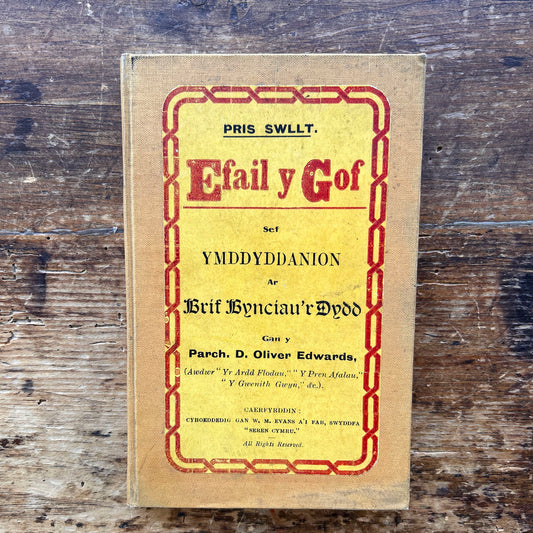 PRIS SWLLT.
Efail y Gof
Sef
YMDDYDDANION
Ar
Brif Bynciau'r Dydd
Gan y
Parch. D. Oliver Edwards,
(Awdwr "Yr Ardd Flodau," "Y Pren Afalau,"
"Y Gwenith Gwyn," &c.).
CAERFYRDDIN:
CYHOEDDEDIG GAN W. M. EVANS A'I FAB, SWYDDFA
"SEREN CYMRU."
All Rights Reserved.